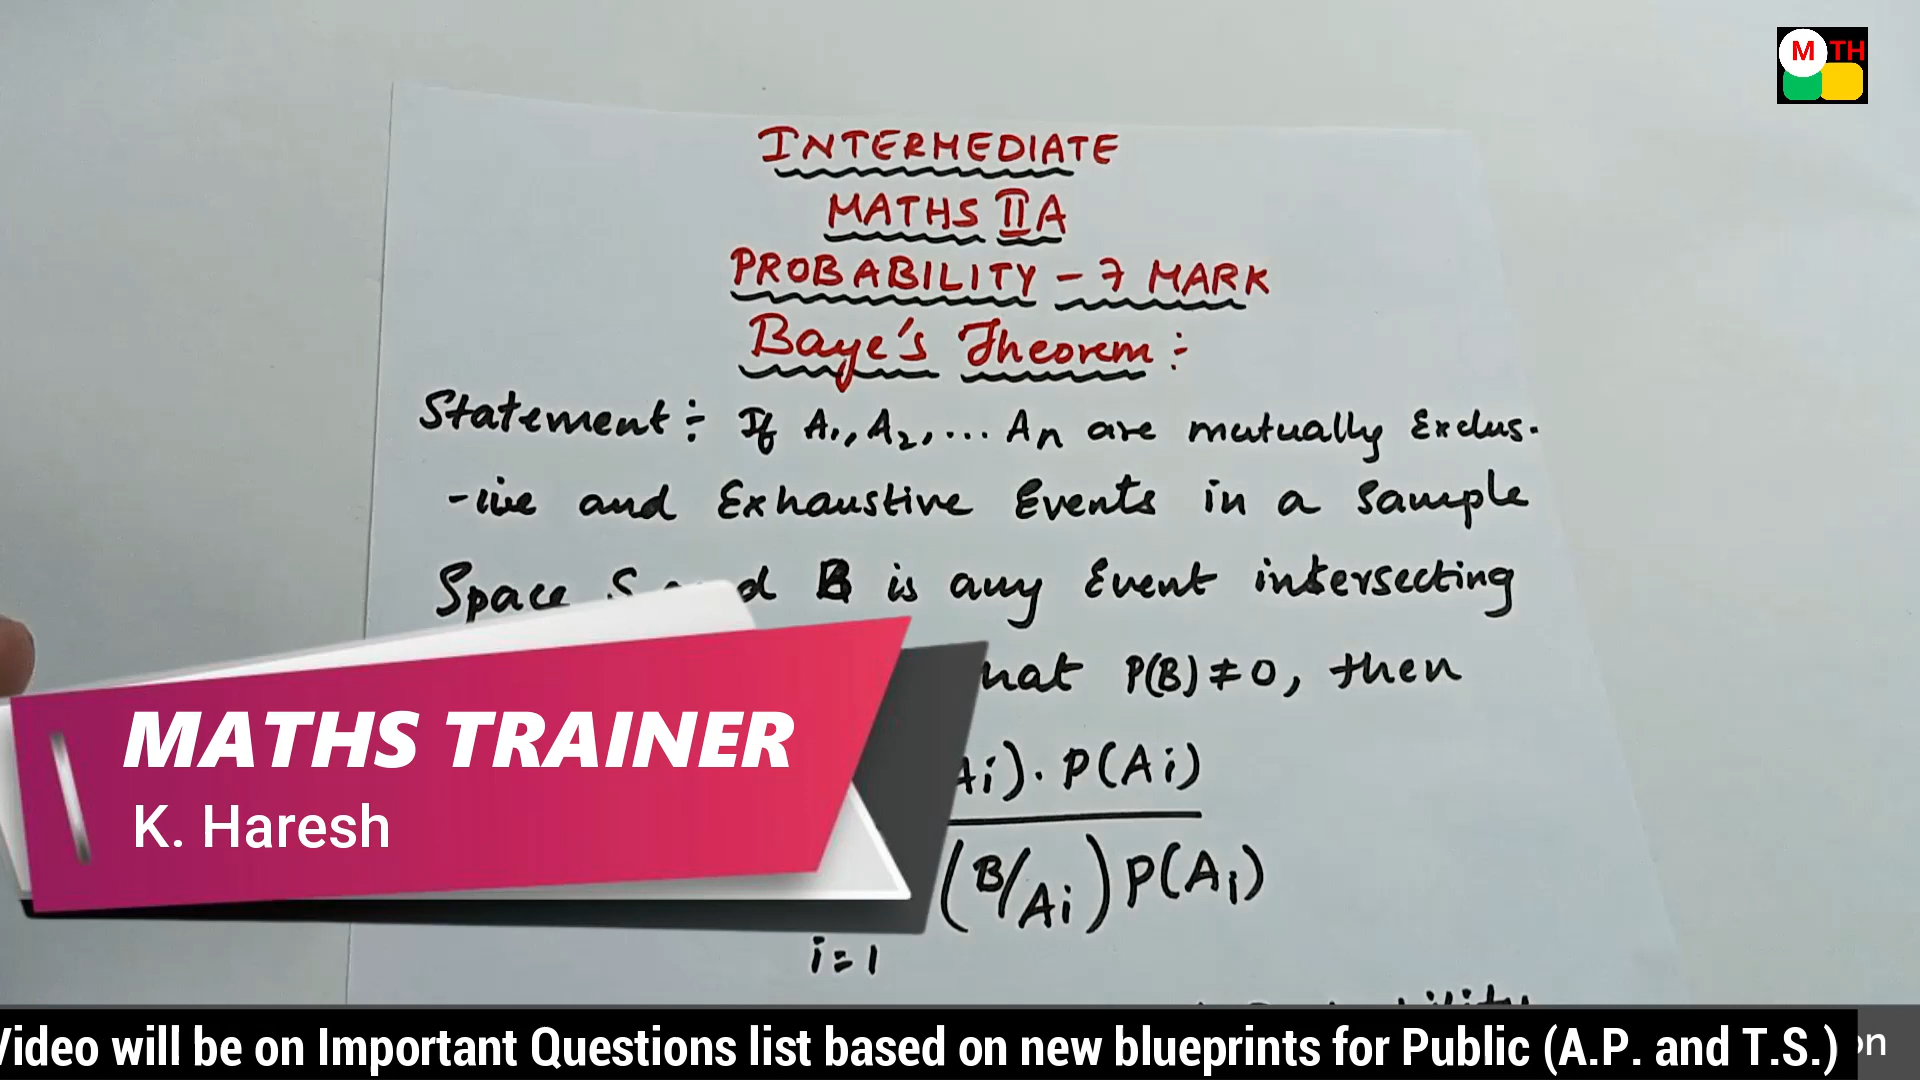 M TH
INTERMEDIATE
MATHS II A
PROBABILITY - 7 MARK
Baye's Theorem :-
Statement :- If A1, A2, ... An are mutually Exclus-
-ive and Exhaustive Events in a Sample
Space S B is any Event intersecting
P(B) ≠ 0, then
Ai). P(Ai)
(B/Ai) P(Ai)
i=1
MATHS TRAINER
K. Haresh
Video will be on Important Questions list based on new blueprints for Public (A.P. and T.S.)